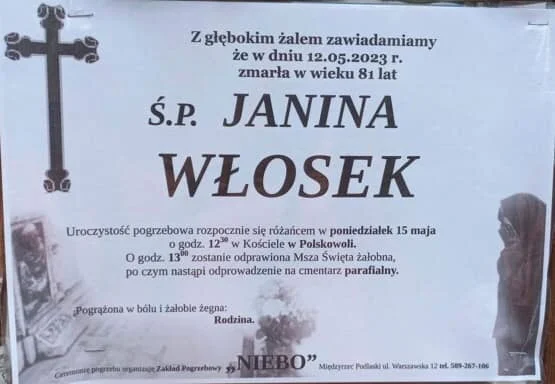 Z głębokim żalem zawiadamiamy
że w dniu 12.05.2023 r.
zmarła w wieku 81 lat
Ś.P. JANINA
WŁOSEK
Uroczystość pogrzebowa rozpocznie się różańcem w poniedziałek 15 maja
o godz. 12³⁰ w Kościele w Polskowoli.
O godz. 13⁰⁰ zostanie odprawiona Msza Święta żałobna,
po czym nastąpi odprowadzenie na cmentarz parafialny.
Pogrążona w bólu i żałobie żegna:
Rodzina.
Ceremonię pogrzebu organizuje Zakład Pogrzebowy „NIEBO” Międzyrzec Podlaski ul. Warszawska 12 tel. 509-267-106